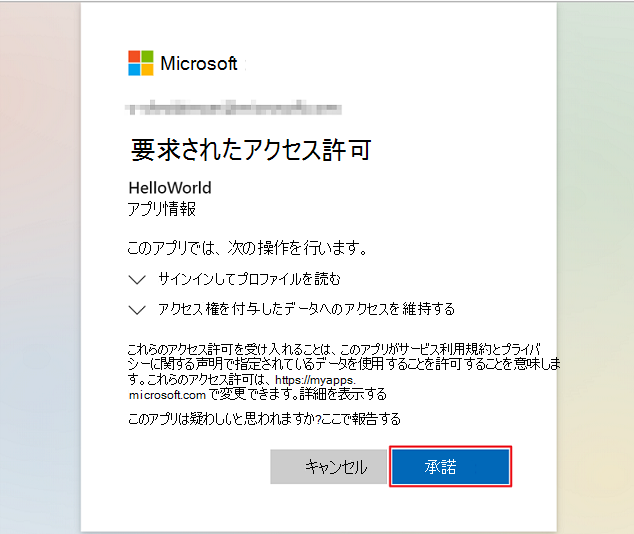 Microsoft
要求されたアクセス許可
HelloWorld
アプリ情報
このアプリでは、次の操作を行います。
サインインしてプロファイルを読む
アクセス権を付与したデータへのアクセスを維持する
これらのアクセス許可を受け入れることは、このアプリがサービス利用規約とプライバ
シーに関する声明で指定されているデータを使用することを許可することを意味しま
す。これらのアクセス許可は、https://myapps.
microsoft.comで変更できます。詳細を表示する
このアプリは疑わしいと思われますか?ここで報告する
キャンセル
承諾